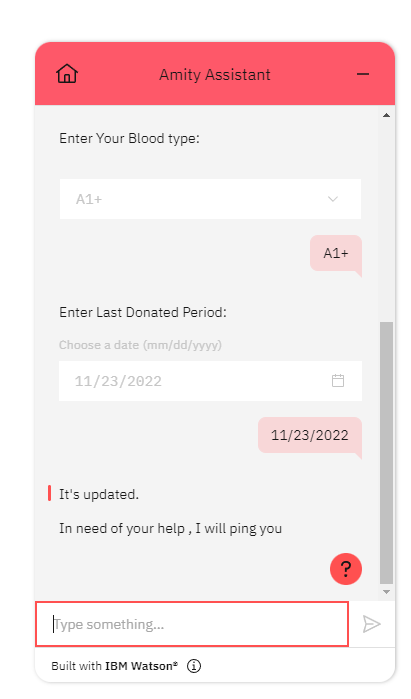 Amity Assistant
Enter Your Blood type:
A1+
A1+
Enter Last Donated Period:
Choose a date (mm/dd/yyyy)
11/23/2022
11/23/2022
It's updated.
In need of your help , I will ping you
?
Type something...
Built with IBM Watson®